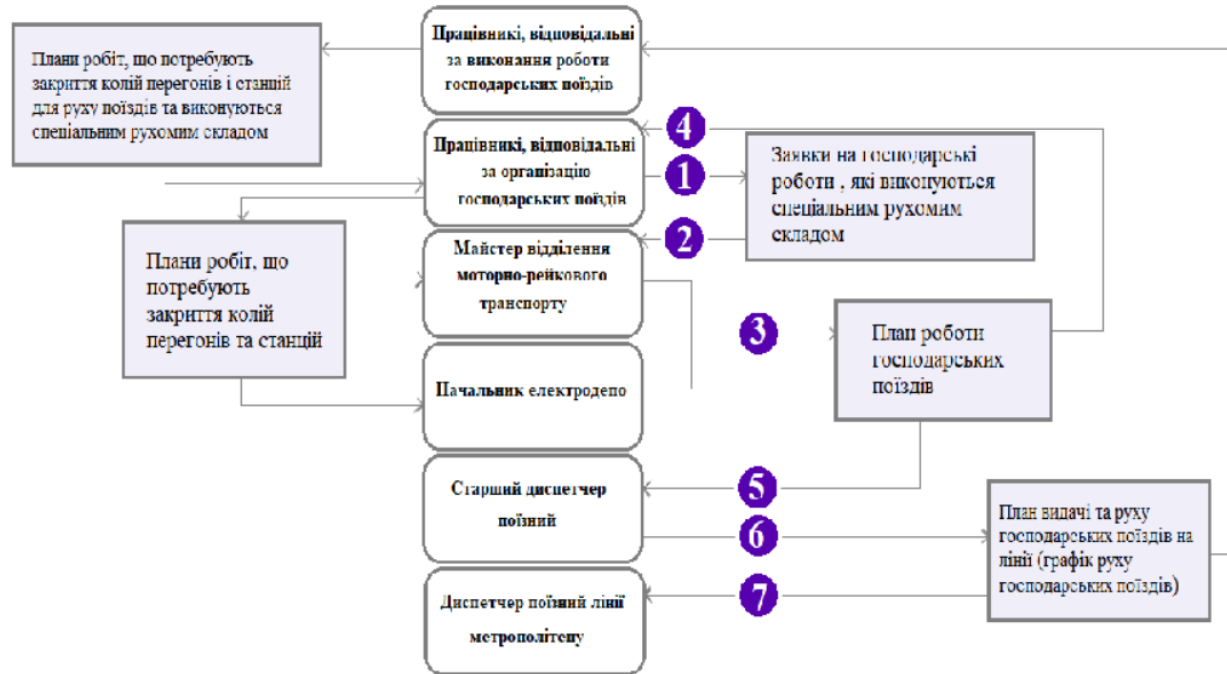 Працівникі, відповідальні
за виконання роботи
господарських поїздів
Плани робіт, що потребують
закриття колій перегонів і станцій
для руху поїздів та виконуються
спеціальним рухомим складом
4
Працівникі, відповідальні
за організацію
господарських поїздів
1
Заявки на господарські
роботи , які виконуються
спеціальним рухомим
складом
2
Майстер відділення
моторно-рейкового
транспорту
Плани робіт, що
потребують
закриття колій
перегонів та станцій
3
План роботи
господарських
поїздів
Начальник електродепо
Старший диспетчер
поїзний
5
6
План видачі та руху
господарських поїздів на
лінії (графік руху
господарських поїздів)
7
Диспетчер поїзний лінії
метрополітену